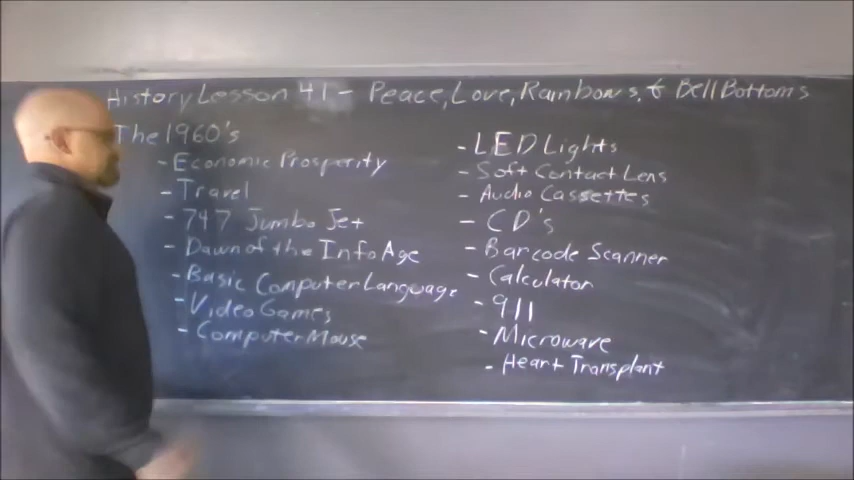 History Lesson 41 - Peace, Love, Rainbows, & Bell Bottoms
The 1960's
- Economic Prosperity
- Travel
- 747 Jumbo Jet
- Dawn of the Info Age
- Basic Computer Language
- Video Games
- Computer Mouse
- LED Lights
- Soft Contact Lens
- Audio Cassettes
- CD's
- Barcode Scanner
- Calculator
- 911
- Microwave
- Heart Transplant